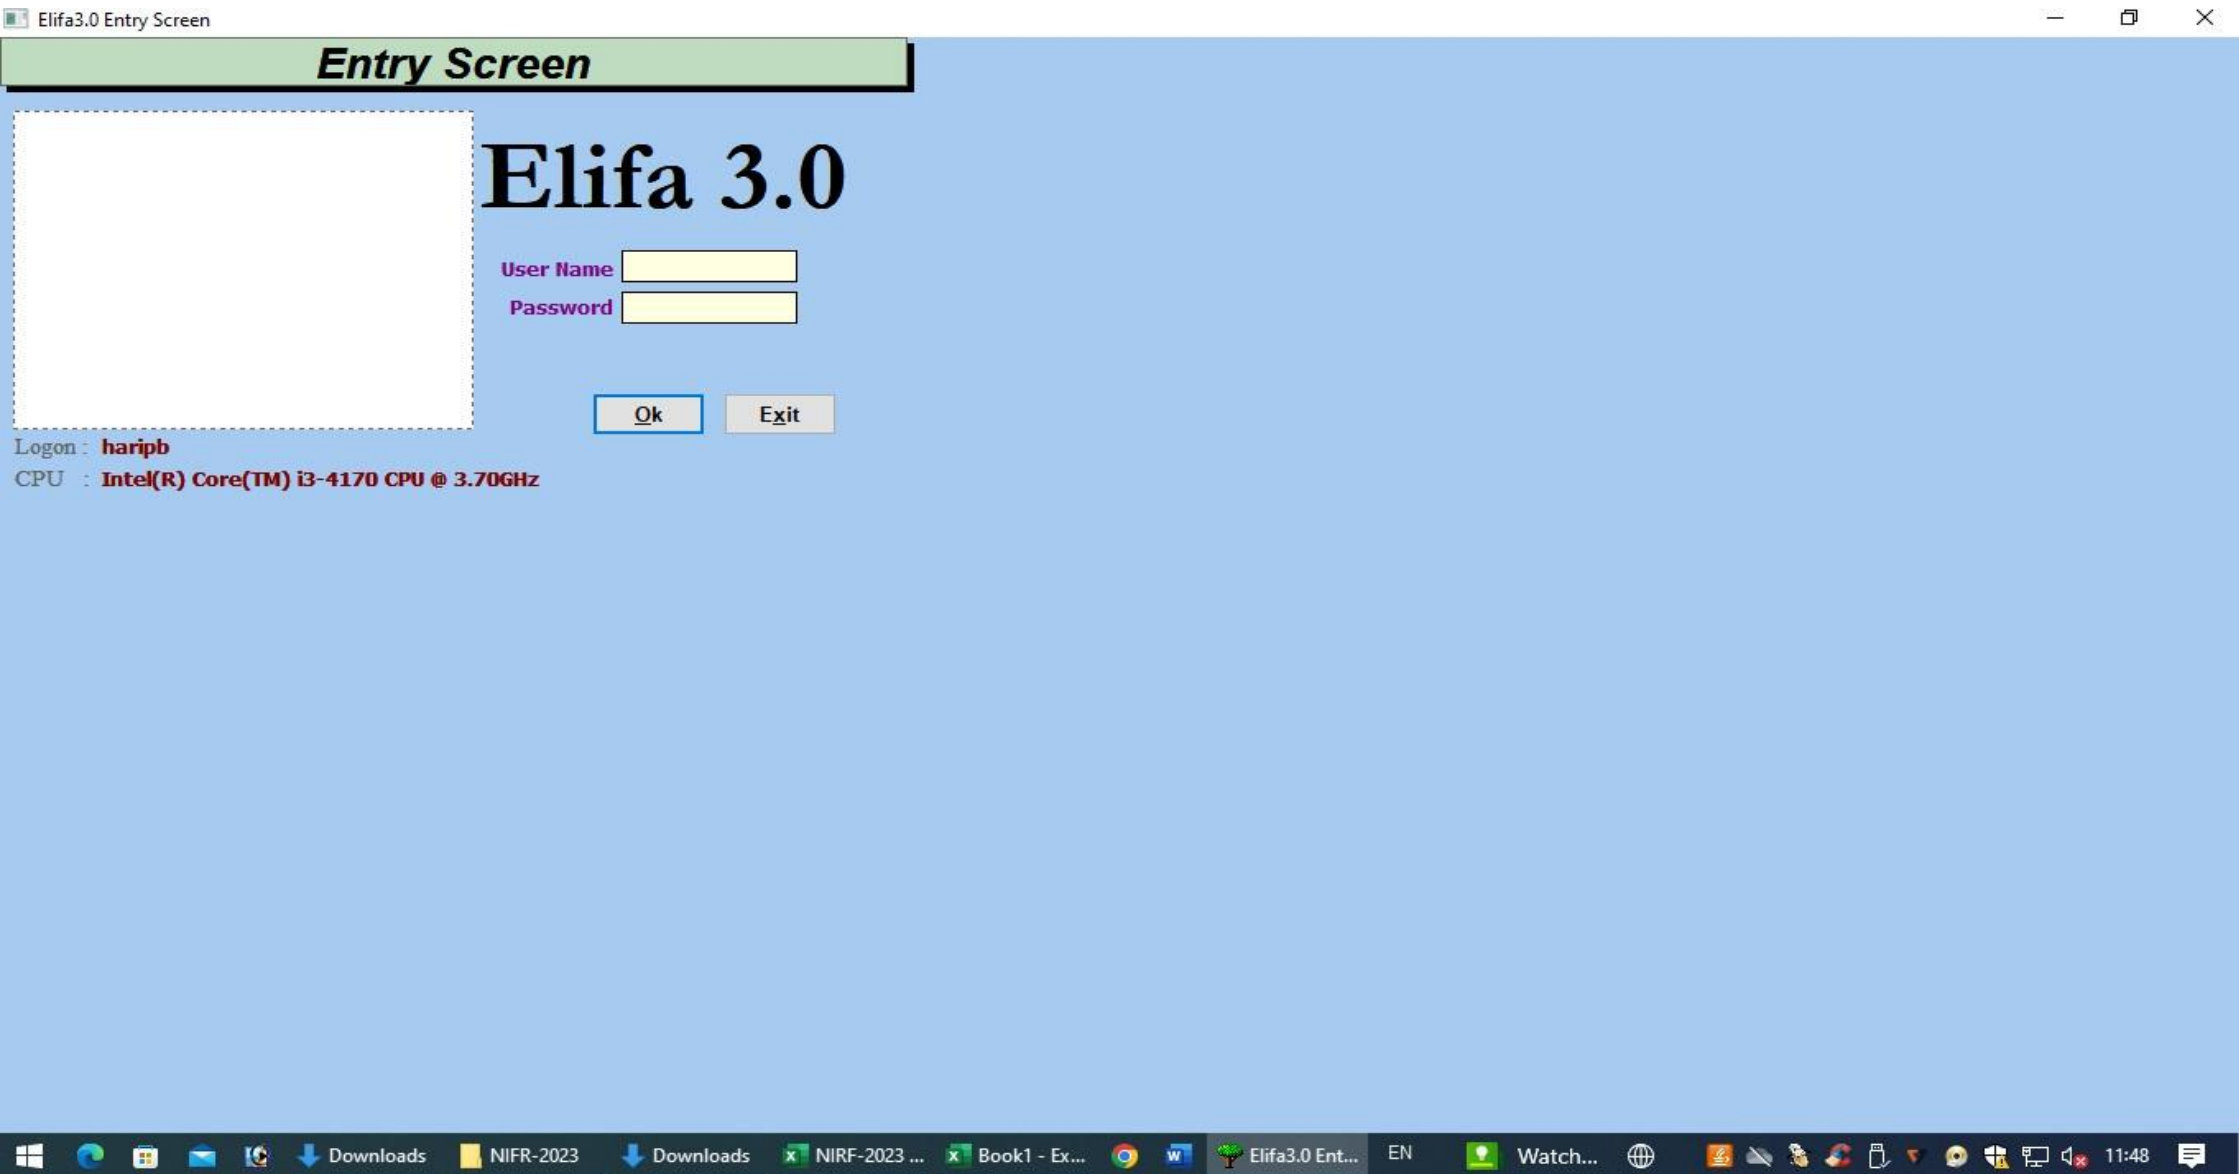 Elifa3.0 Entry Screen
Entry Screen
Elifa 3.0
User Name
Password
Ok Exit
Logon : haripb
CPU : Intel(R) Core(TM) i3-4170 CPU @ 3.70GHz
Downloads NIFR-2023 Downloads NIRF-2023 ... Book1 - Ex... Elifa3.0 Ent... EN Watch... 11:48